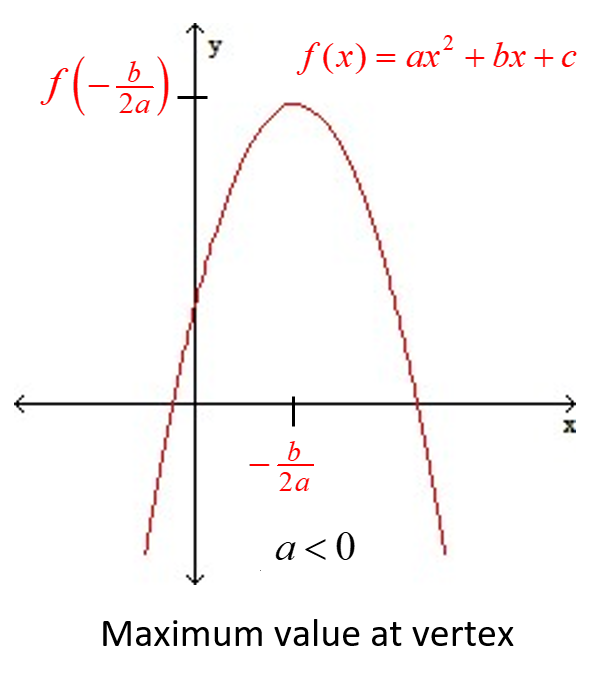 y
f(x) = ax² + bx + c
f(-b/2a)
x
-b/2a
a < 0
Maximum value at vertex